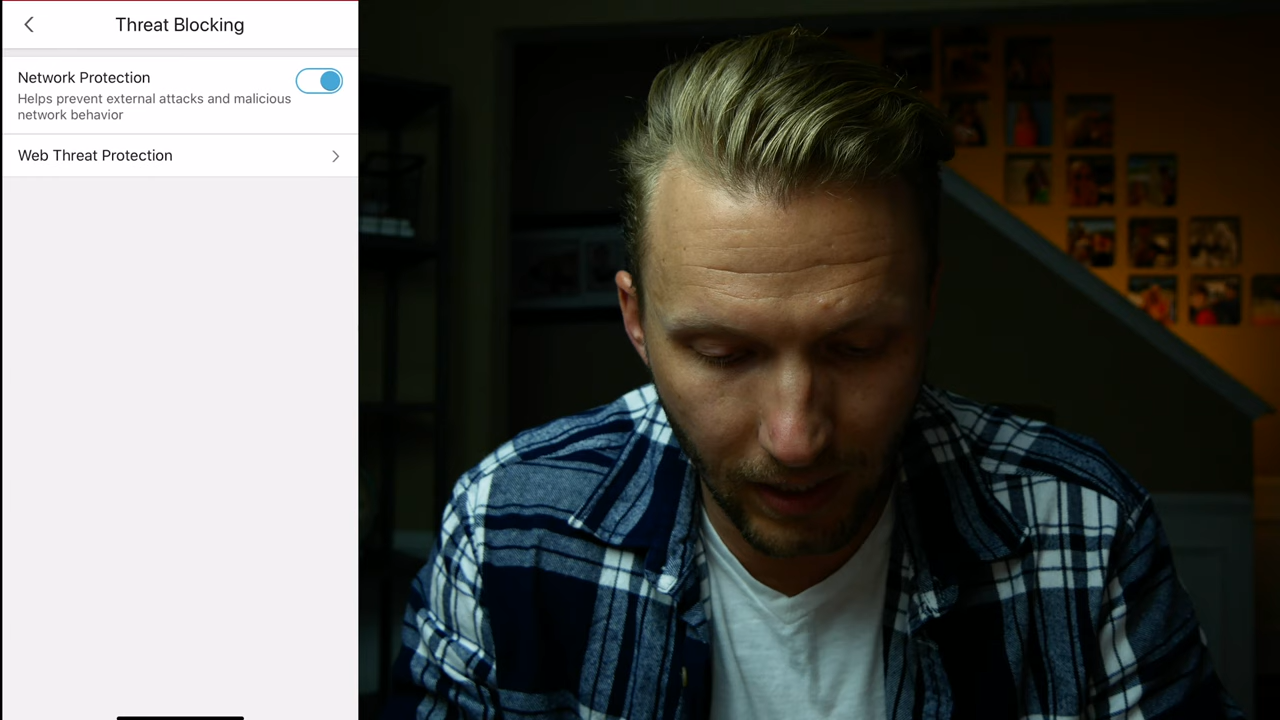 Threat Blocking
Network Protection
Helps prevent external attacks and malicious
network behavior
Web Threat Protection